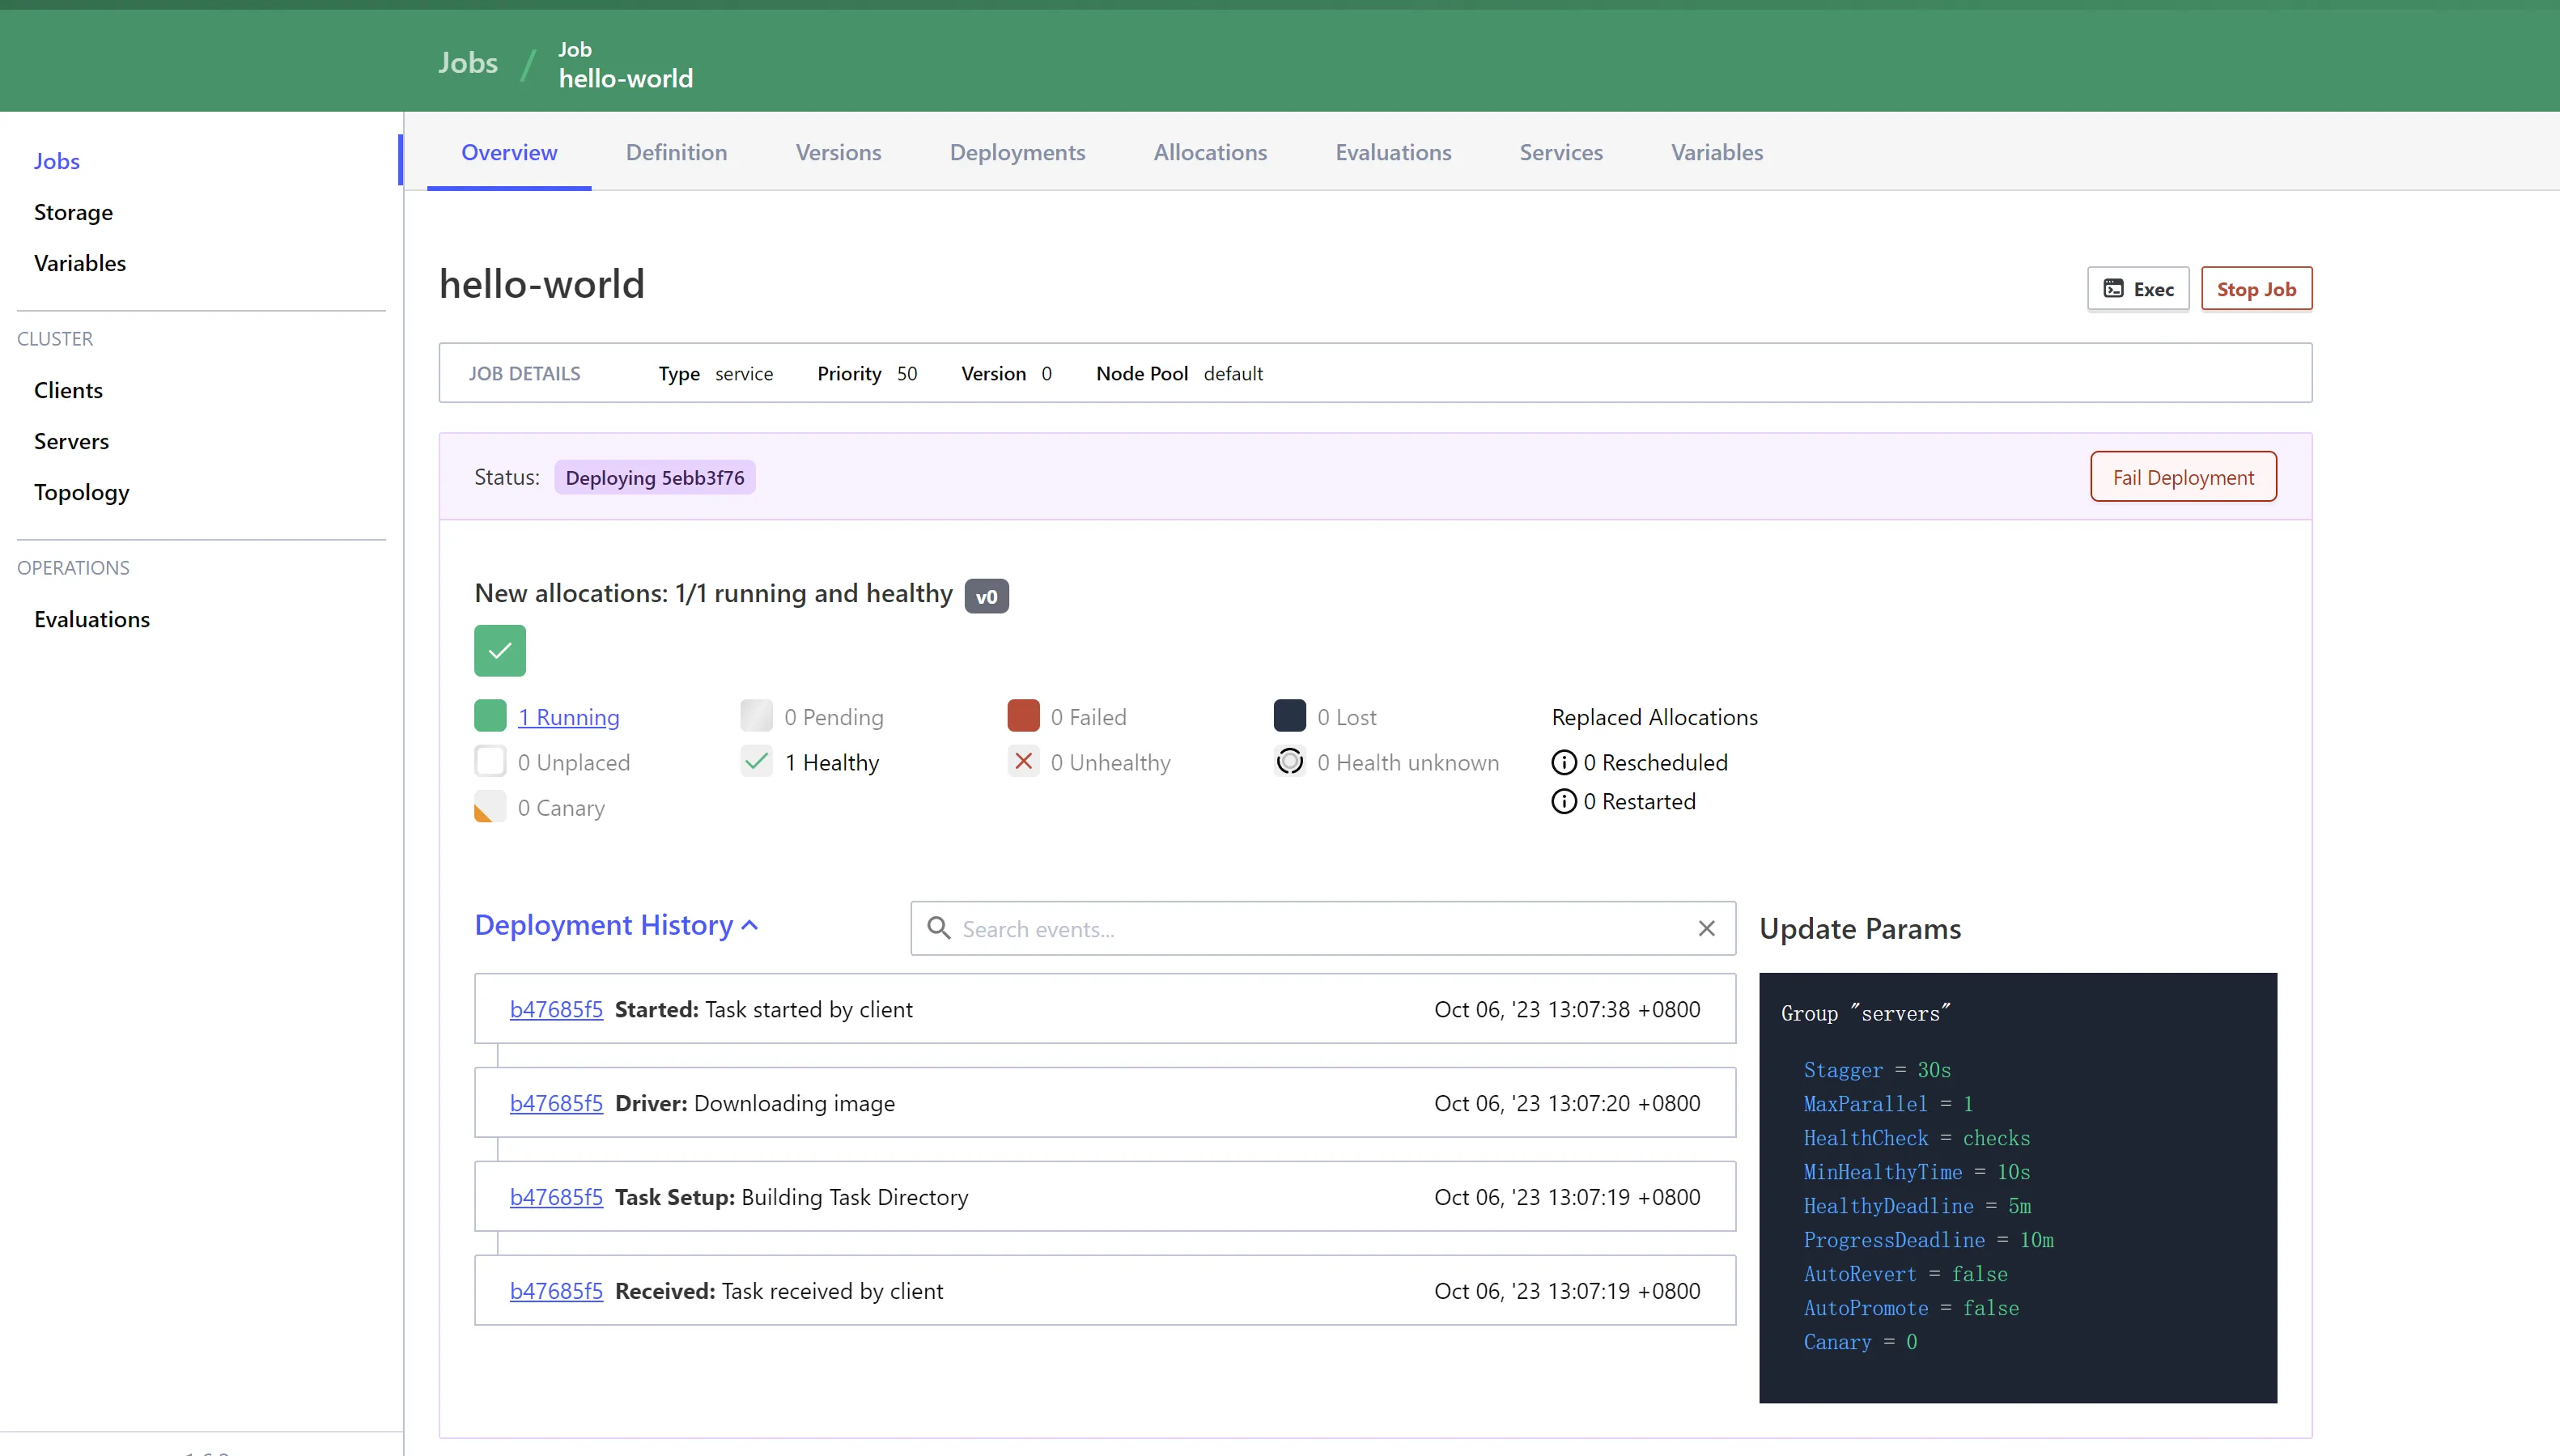 Jobs / Job
hello-world
Jobs
Storage
Variables
CLUSTER
Clients
Servers
Topology
OPERATIONS
Evaluations
Overview Definition Versions Deployments Allocations Evaluations Services Variables
hello-world
Exec Stop Job
JOB DETAILS Type service Priority 50 Version 0 Node Pool default
Status: Deploying 5ebb3f76 Fail Deployment
New allocations: 1/1 running and healthy v0
1 Running 0 Pending 0 Failed 0 Lost Replaced Allocations
0 Unplaced 1 Healthy 0 Unhealthy 0 Health unknown 0 Rescheduled
0 Canary 0 Restarted
Deployment History Search events... Update Params
b47685f5 Started: Task started by client Oct 06, '23 13:07:38 +0800
b47685f5 Driver: Downloading image Oct 06, '23 13:07:20 +0800
b47685f5 Task Setup: Building Task Directory Oct 06, '23 13:07:19 +0800
b47685f5 Received: Task received by client Oct 06, '23 13:07:19 +0800
Group "servers"
Stagger = 30s
MaxParallel = 1
HealthCheck = checks
MinHealthyTime = 10s
HealthyDeadline = 5m
ProgressDeadline = 10m
AutoRevert = false
AutoPromote = false
Canary = 0